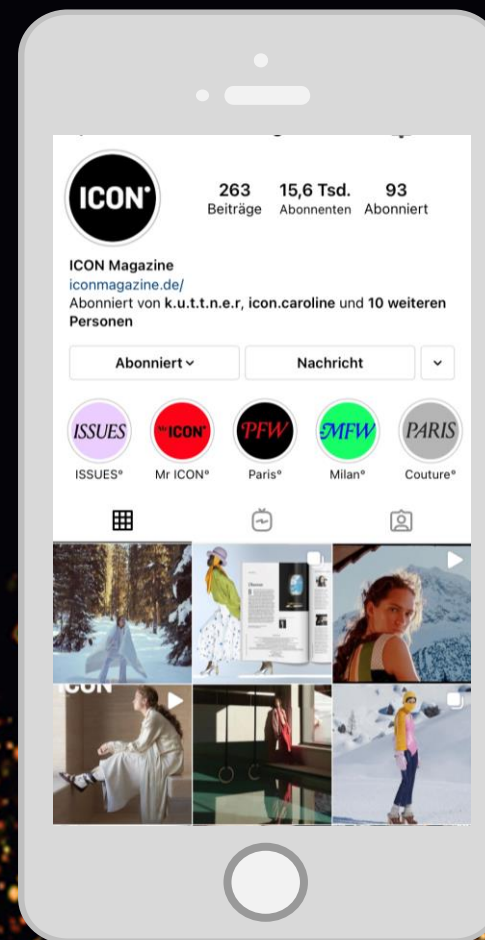 ICON°
263 15,6 Tsd. 93
Beiträge Abonnenten Abonniert
ICON Magazine
iconmagazine.de/
Abonniert von k.u.t.t.n.e.r, icon.caroline und 10 weiteren
Personen
Abonniert Nachricht
ISSUES Mr ICON° PFW MFW PARIS
ISSUES° Mr ICON° Paris° Milan° Couture°